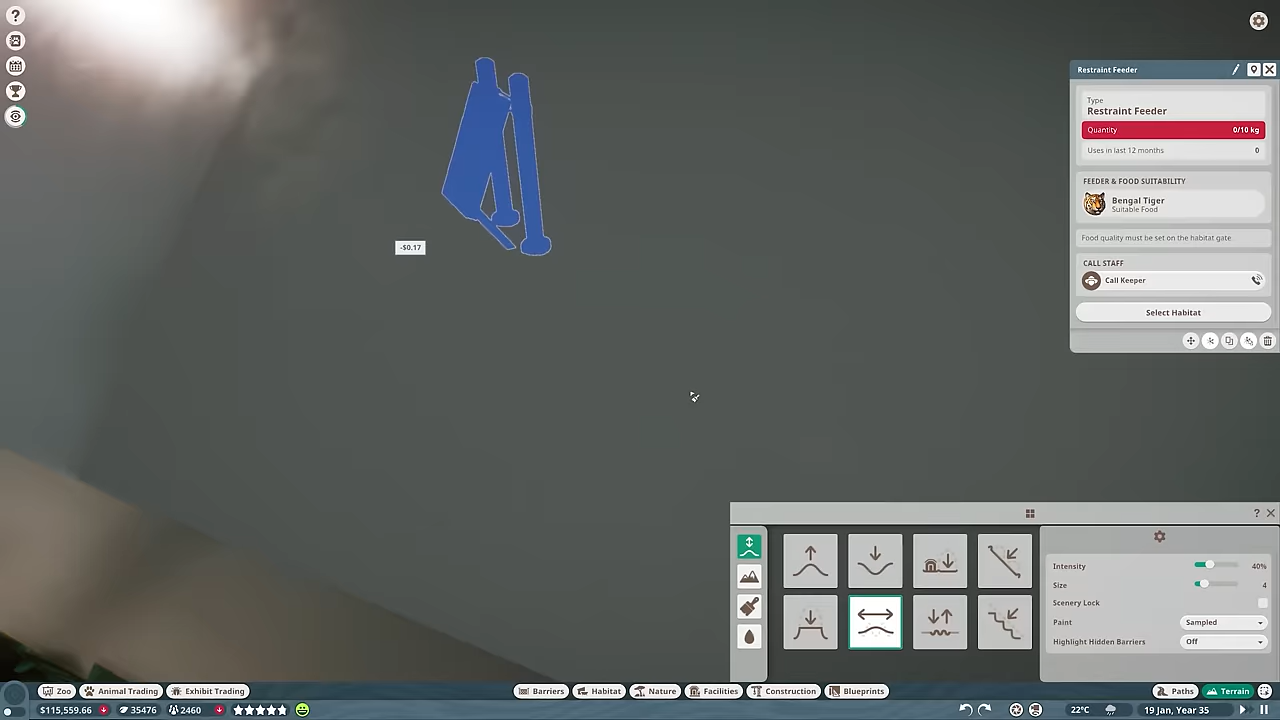 Restraint Feeder
Type
Restraint Feeder
Quantity 0/10 kg
Uses in last 12 months 0
FEEDER & FOOD SUITABILITY
Bengal Tiger
Suitable Food
-$0.17
Food quality must be set on the habitat gate
CALL STAFF
Call Keeper
Select Habitat
Intensity 40%
Size 4
Scenery Lock
Paint Sampled
Highlight Hidden Barriers Off
Zoo Animal Trading Exhibit Trading Barriers Habitat Nature Facilities Construction Blueprints Paths Terrain
$115,559.66 35476 2460 22°C 19 Jan, Year 35